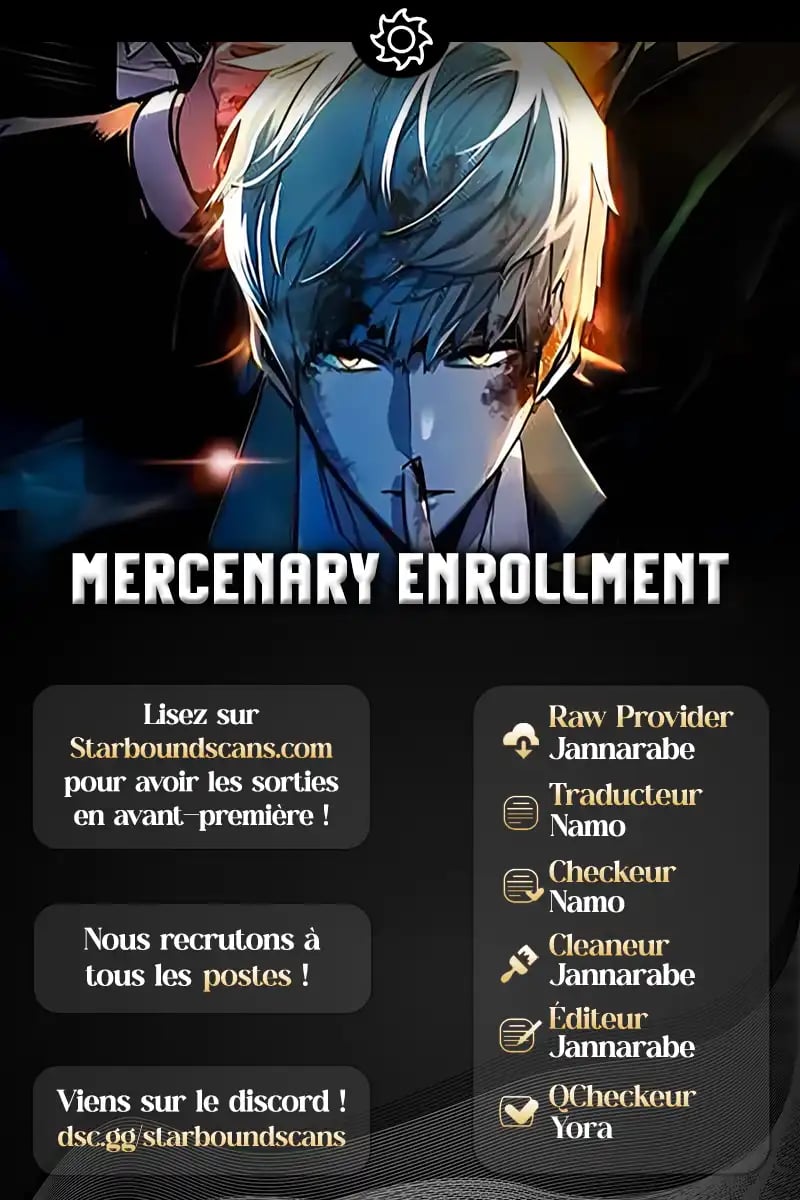 MERCENARY ENROLLMENT
Lisez sur
Starboundscans.com
pour avoir les sorties
en avant-première !
Nous recrutons à
tous les postes !
Viens sur le discord !
dsc.gg/starboundscans
Raw Provider
Jannarabe
Traducteur
Namo
Checkeur
Namo
Cleaneur
Jannarabe
Éditeur
Jannarabe
QCheckeur
Yora